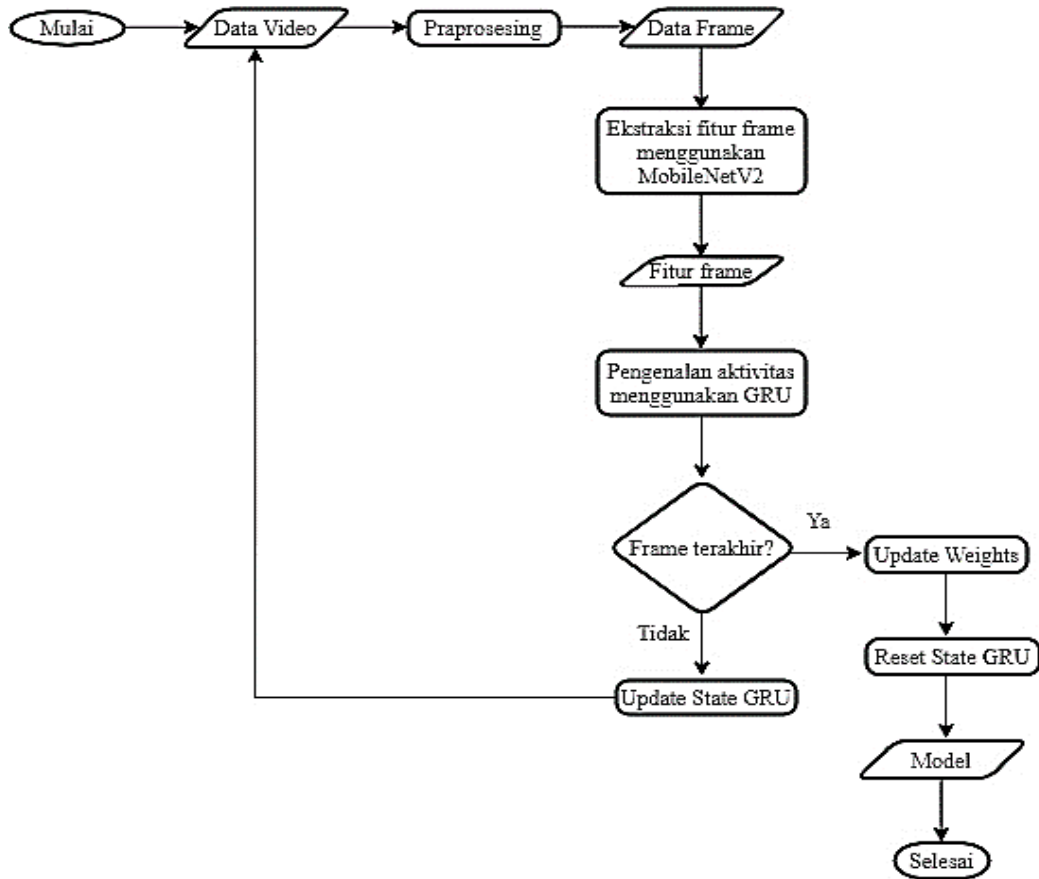 Mulai
Data Video
Praprosesing
Data Frame
Ekstraksi fitur frame
menggunakan
MobileNetV2
Fitur frame
Pengenalan aktivitas
menggunakan GRU
Frame terakhir?
Ya
Update Weights
Tidak
Reset State GRU
Update State GRU
Model
Selesai